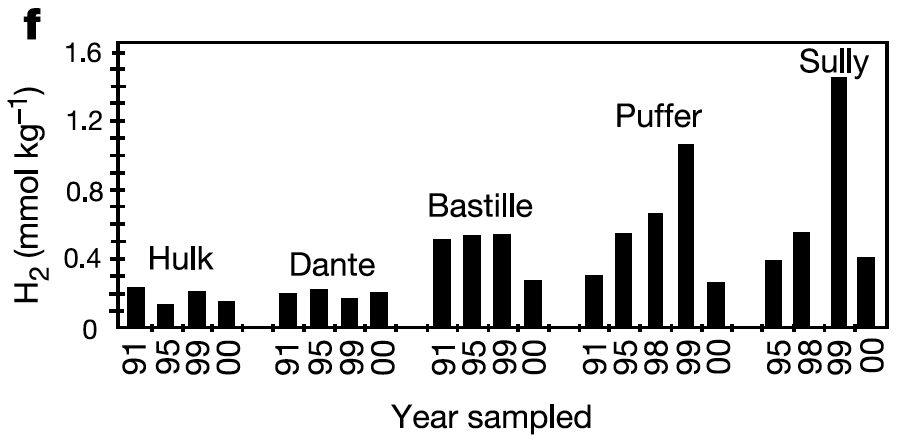 f
H2 (mmol kg–1)
1.6
1.2
0.8
0.4
0
Hulk
Dante
Bastille
Puffer
Sully
91 95 99 00 91 95 99 00 91 95 99 00 91 95 98 99 00 95 98 99 00
Year sampled